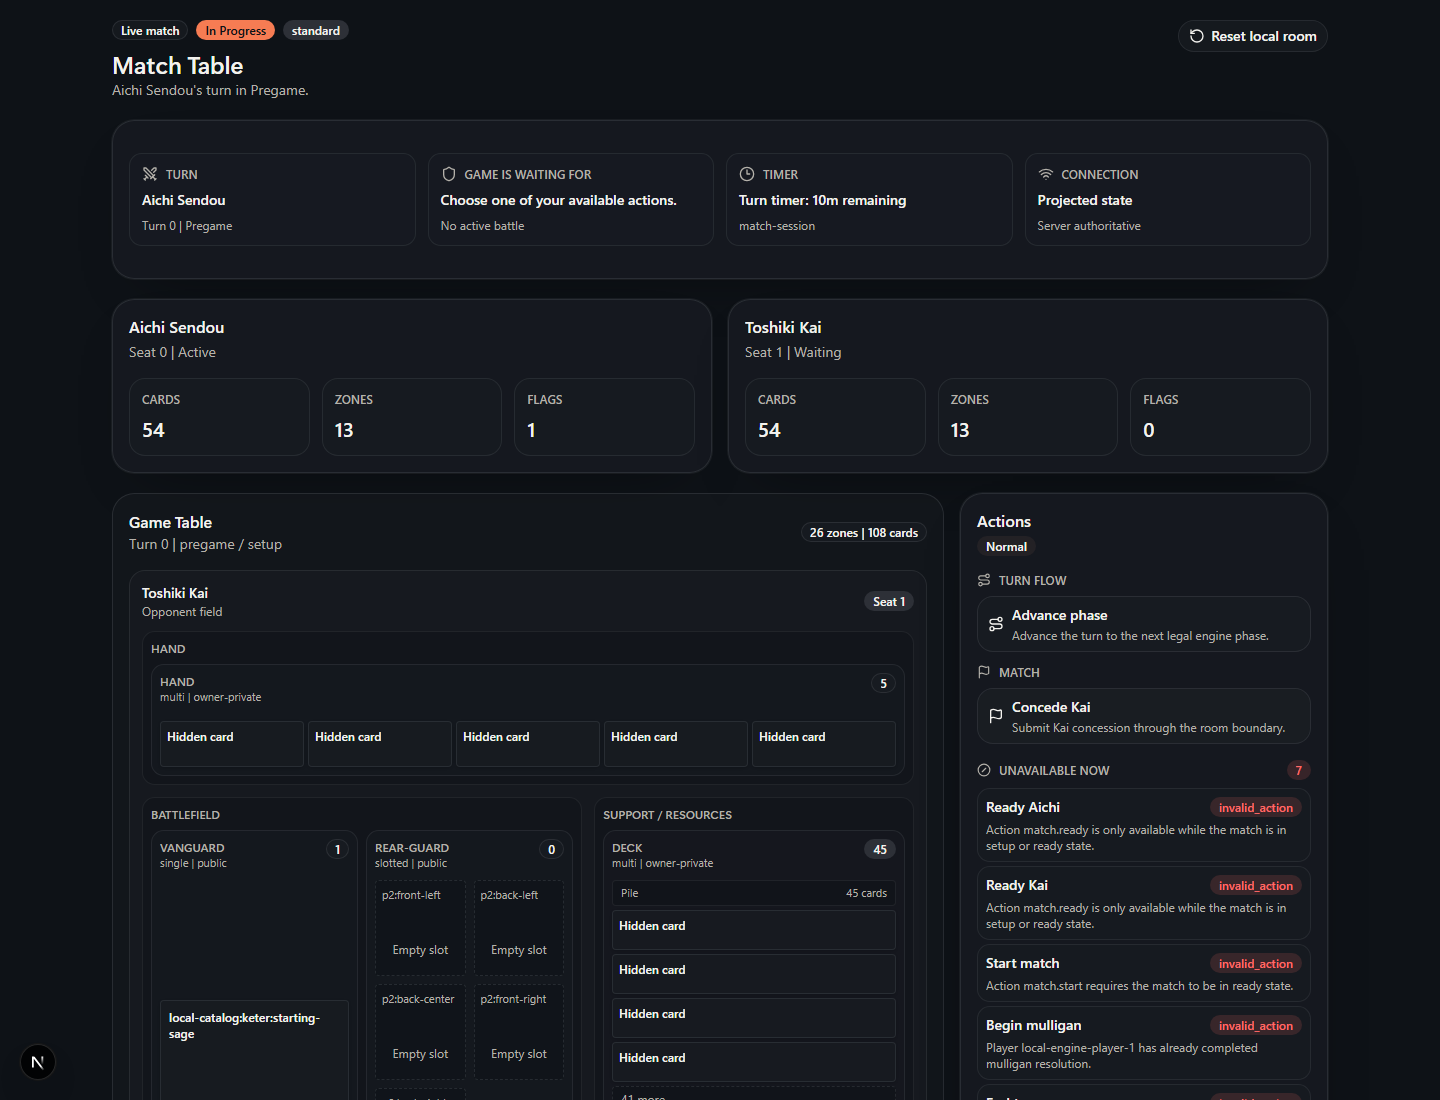 Live match
In Progress
standard
Reset local room
Match Table
Aichi Sendou's turn in Pregame.
TURN
Aichi Sendou
Turn 0 | Pregame
GAME IS WAITING FOR
Choose one of your available actions.
No active battle
TIMER
Turn timer: 10m remaining
match-session
CONNECTION
Projected state
Server authoritative
Aichi Sendou
Seat 0 | Active
CARDS
54
ZONES
13
FLAGS
1
Toshiki Kai
Seat 1 | Waiting
CARDS
54
ZONES
13
FLAGS
0
Game Table
Turn 0 | pregame / setup
26 zones | 108 cards
Toshiki Kai
Opponent field
Seat 1
HAND
HAND
multi | owner-private
5
Hidden card
Hidden card
Hidden card
Hidden card
Hidden card
BATTLEFIELD
VANGUARD
single | public
1
local-catalog:keter:starting-
sage
REAR-GUARD
slotted | public
0
p2:front-left
Empty slot
p2:back-left
Empty slot
p2:back-center
Empty slot
p2:front-right
Empty slot
SUPPORT / RESOURCES
DECK
multi | owner-private
45
Pile
45 cards
Hidden card
Hidden card
Hidden card
Hidden card
41 more
Actions
Normal
TURN FLOW
Advance phase
Advance the turn to the next legal engine phase.
MATCH
Concede Kai
Submit Kai concession through the room boundary.
UNAVAILABLE NOW
7
Ready Aichi
invalid_action
Action match.ready is only available while the match is in
setup or ready state.
Ready Kai
invalid_action
Action match.ready is only available while the match is in
setup or ready state.
Start match
invalid_action
Action match.start requires the match to be in ready state.
Begin mulligan
invalid_action
Player local-engine-player-1 has already completed
mulligan resolution.
N